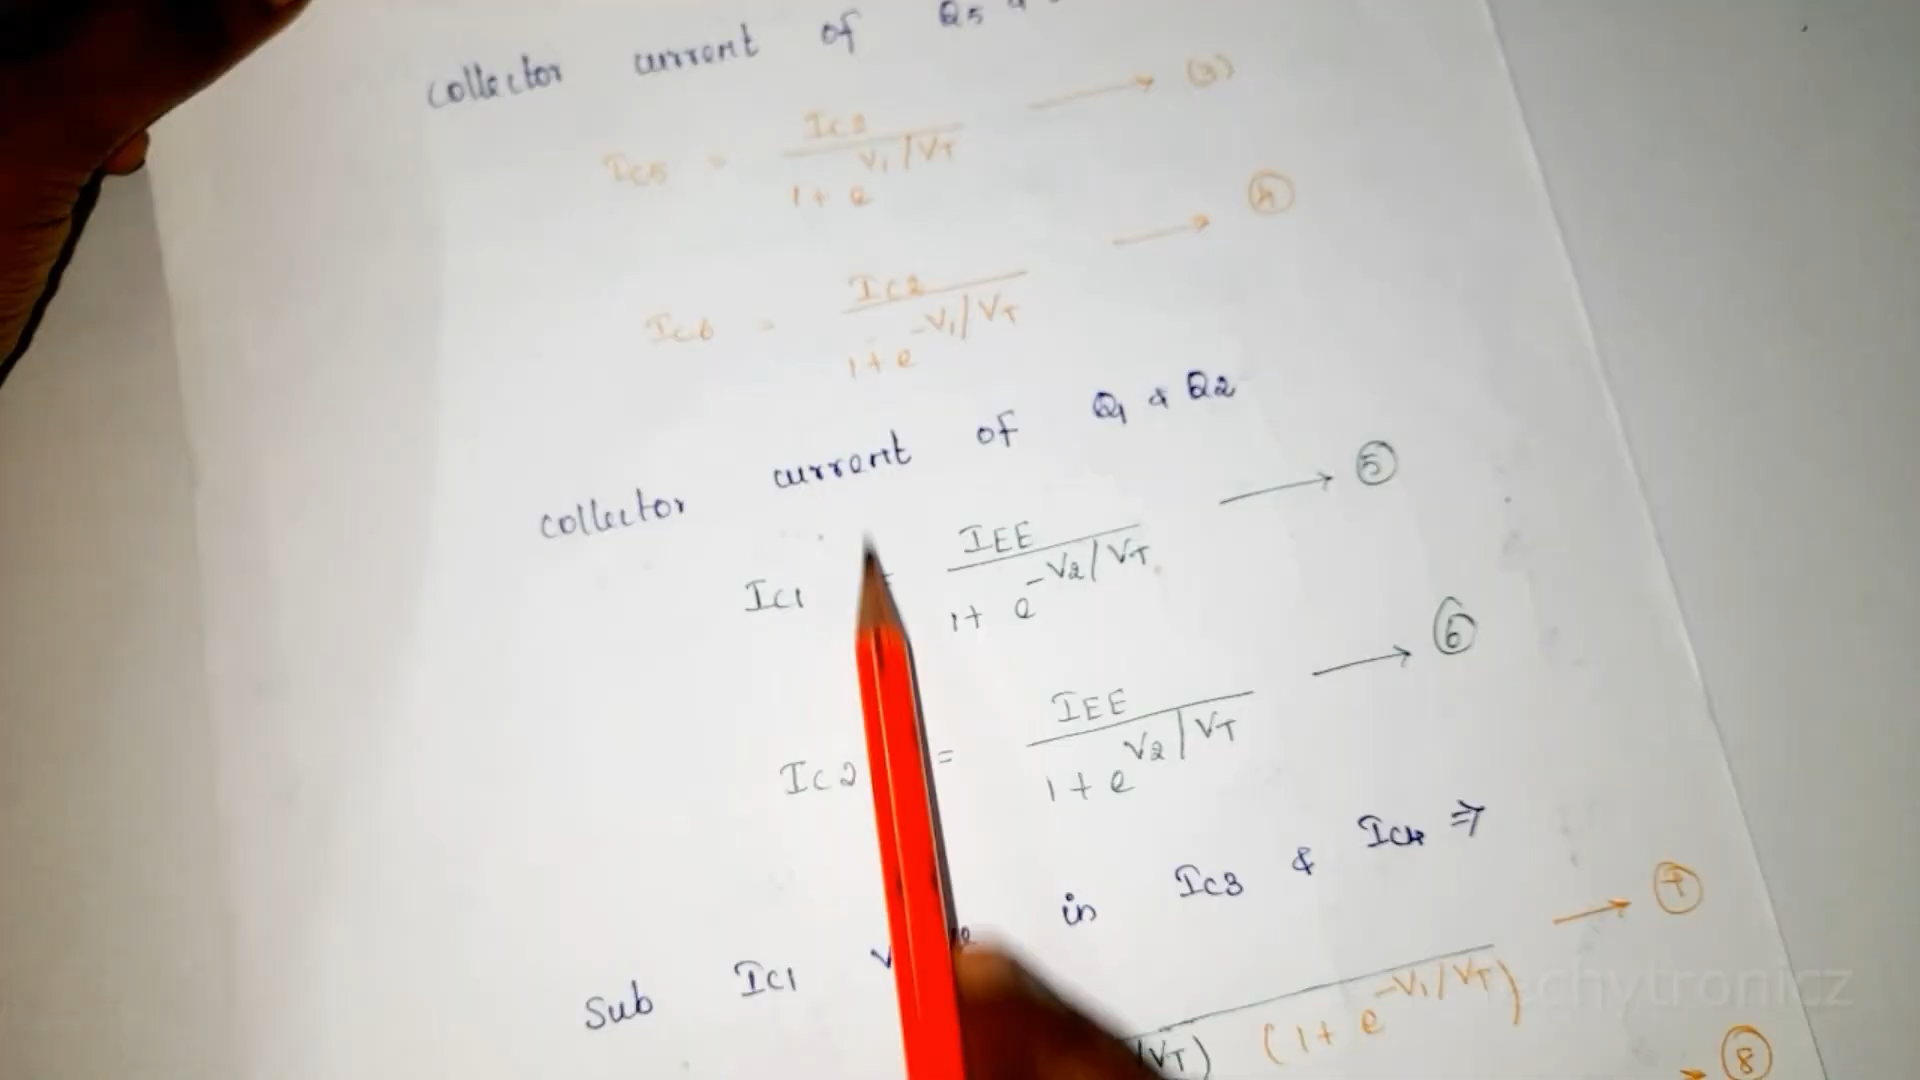 collector current of Q5 &
IC5 = IC2 / 1 + e^V1/VT → (3)
IC6 = IC2 / 1 + e^-V1/VT → (4)
collector current of Q1 & Q2
IC1 = IEE / 1 + e^-V2/VT → (5)
IC2 = IEE / 1 + e^V2/VT → (6)
Sub IC1 in IC3 & IC4 ⇒
/VT) (1 + e^-V1/VT) → (7)
→ (8)
echytronicz